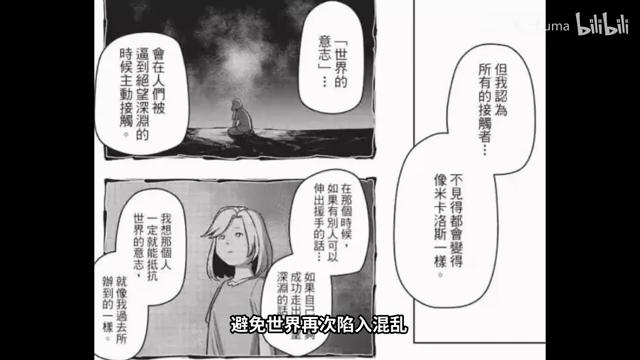 uma bilibili
但我認為
所有的接觸者…
不見得都會變得
像米卡洛斯一樣。
「世界的
意志」…
會在人們被
逼到絕望深淵的
時候主動接觸。
在那個時候，
如果有別人可以
伸出援手的話…
如果自己
成功走出
深淵的話
我想那個人
一定就能抵抗
世界的意志，
就像我過去所
辦到的一樣。
避免世界再次陷入混乱